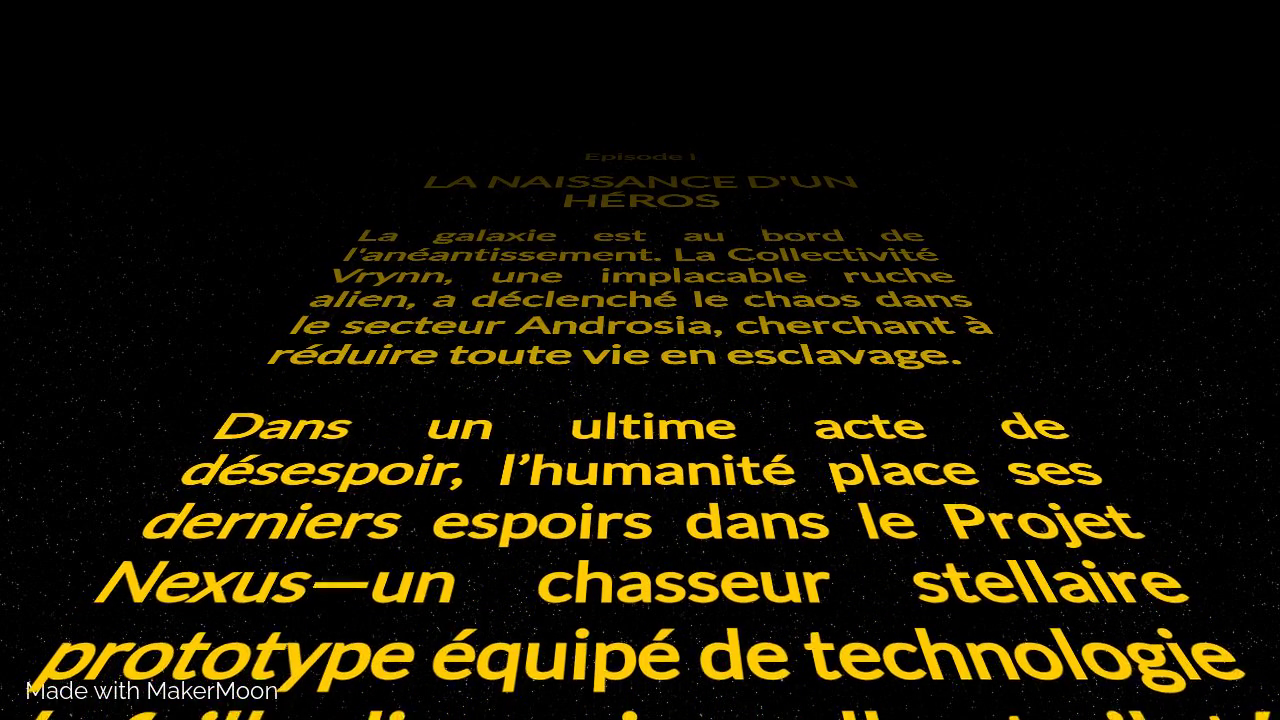 Episode I
LA NAISSANCE D'UN
HÉROS
La galaxie est au bord de
l'anéantissement. La Collectivité
Vrynn, une implacable ruche
alien, a déclenché le chaos dans
le secteur Androsia, cherchant à
réduire toute vie en esclavage.
Dans un ultime acte de
désespoir, l’humanité place ses
derniers espoirs dans le Projet
Nexus—un chasseur stellaire
prototype équipé de technologie
Made with MakerMoon